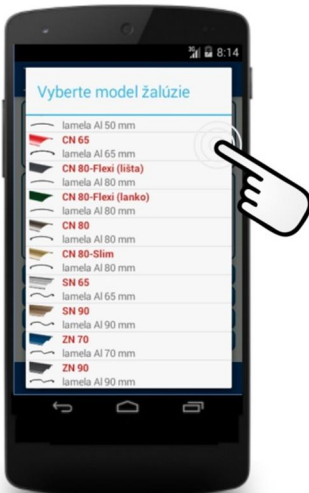 3G 8:14
Vyberte model žalúzie
lamela Al 50 mm
CN 65
lamela Al 65 mm
CN 80-Flexi (lišta)
lamela Al 80 mm
CN 80-Flexi (lanko)
lamela Al 80 mm
CN 80
lamela Al 80 mm
CN 80-Slim
lamela Al 80 mm
SN 65
lamela Al 65 mm
SN 90
lamela Al 90 mm
ZN 70
lamela Al 70 mm
ZN 90
lamela Al 90 mm